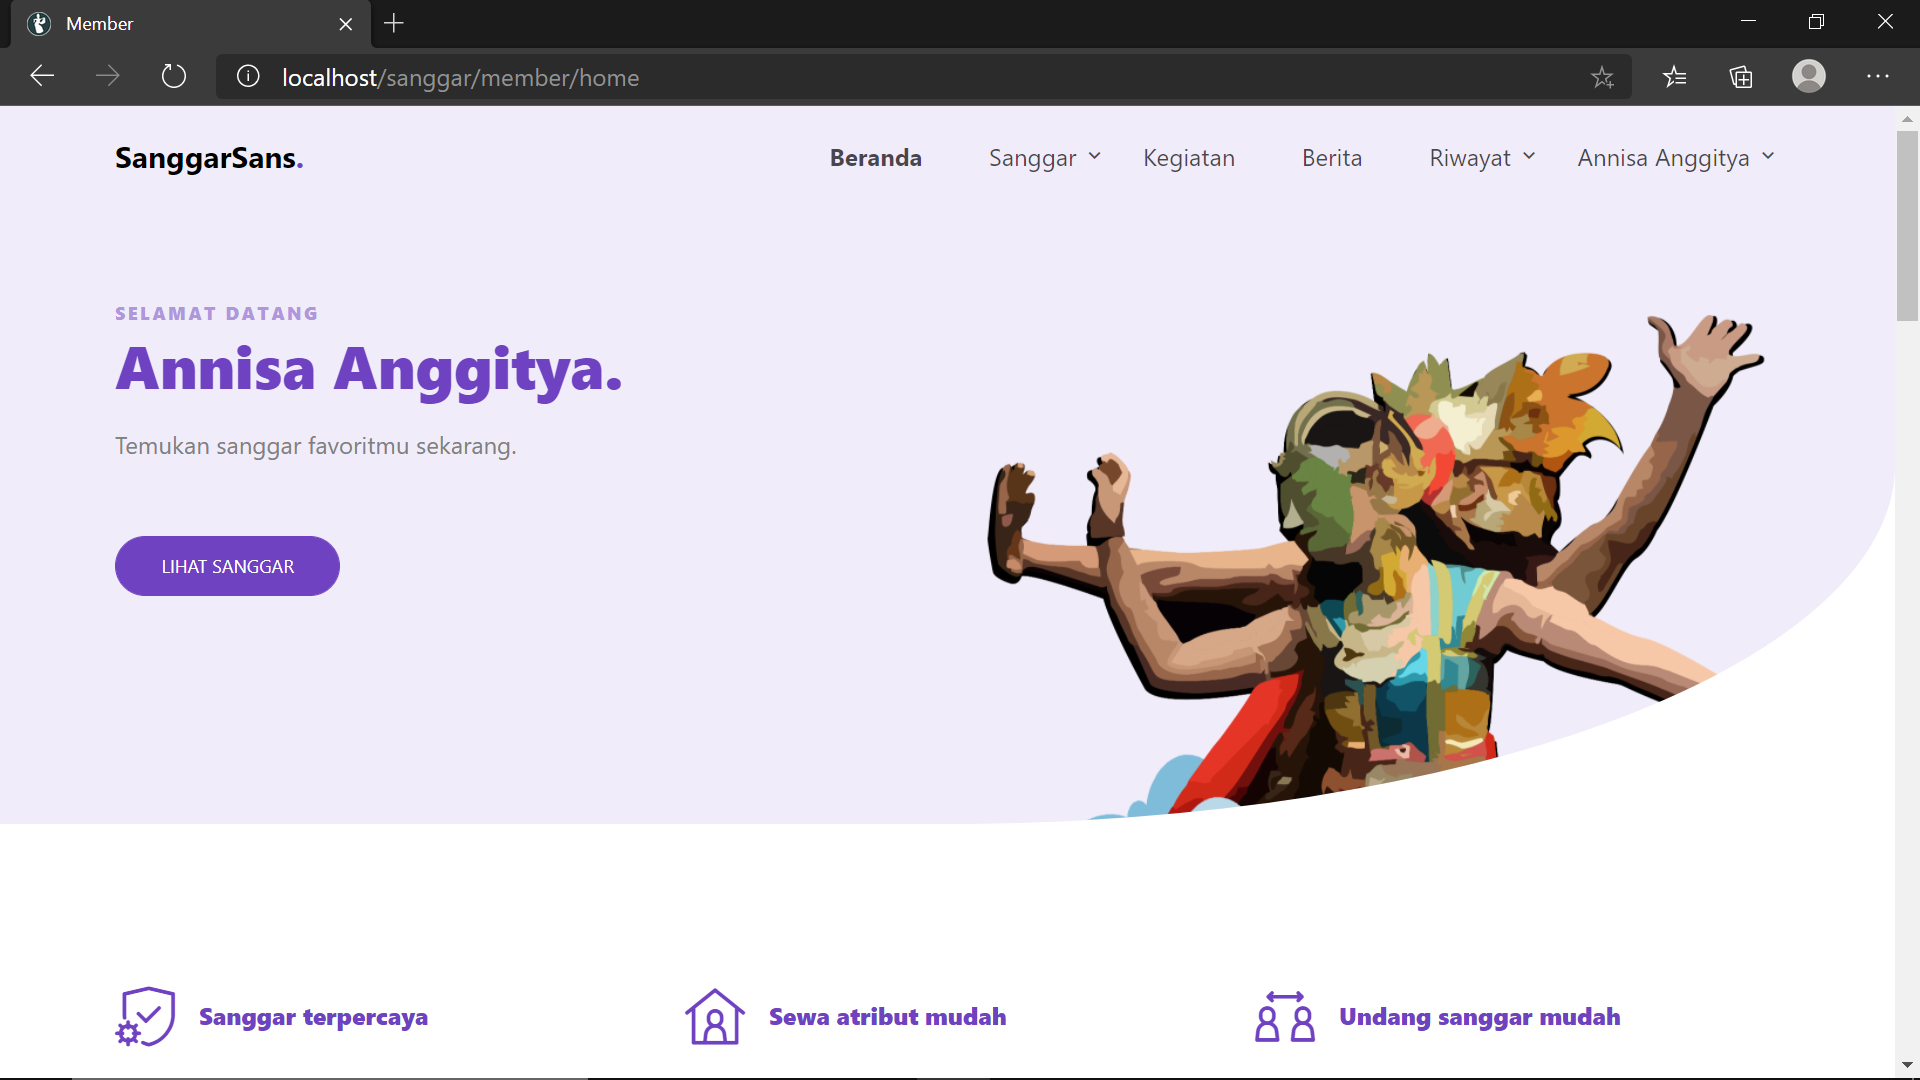 Member
localhost/sanggar/member/home
SanggarSans.
Beranda Sanggar Kegiatan Berita Riwayat Annisa Anggitya
SELAMAT DATANG
Annisa Anggitya.
Temukan sanggar favoritmu sekarang.
LIHAT SANGGAR
Sanggar terpercaya
Sewa atribut mudah
Undang sanggar mudah